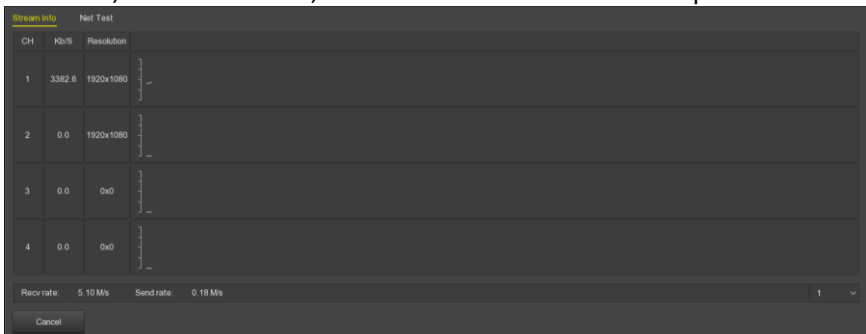 Stream Info Net Test
CH Kb/S Resolution
1 3382.6 1920x1080
2 0.0 1920x1080
3 0.0 0x0
4 0.0 0x0
Recv rate: 5.10 M/s Send rate: 0.18 M/s 1
Cancel